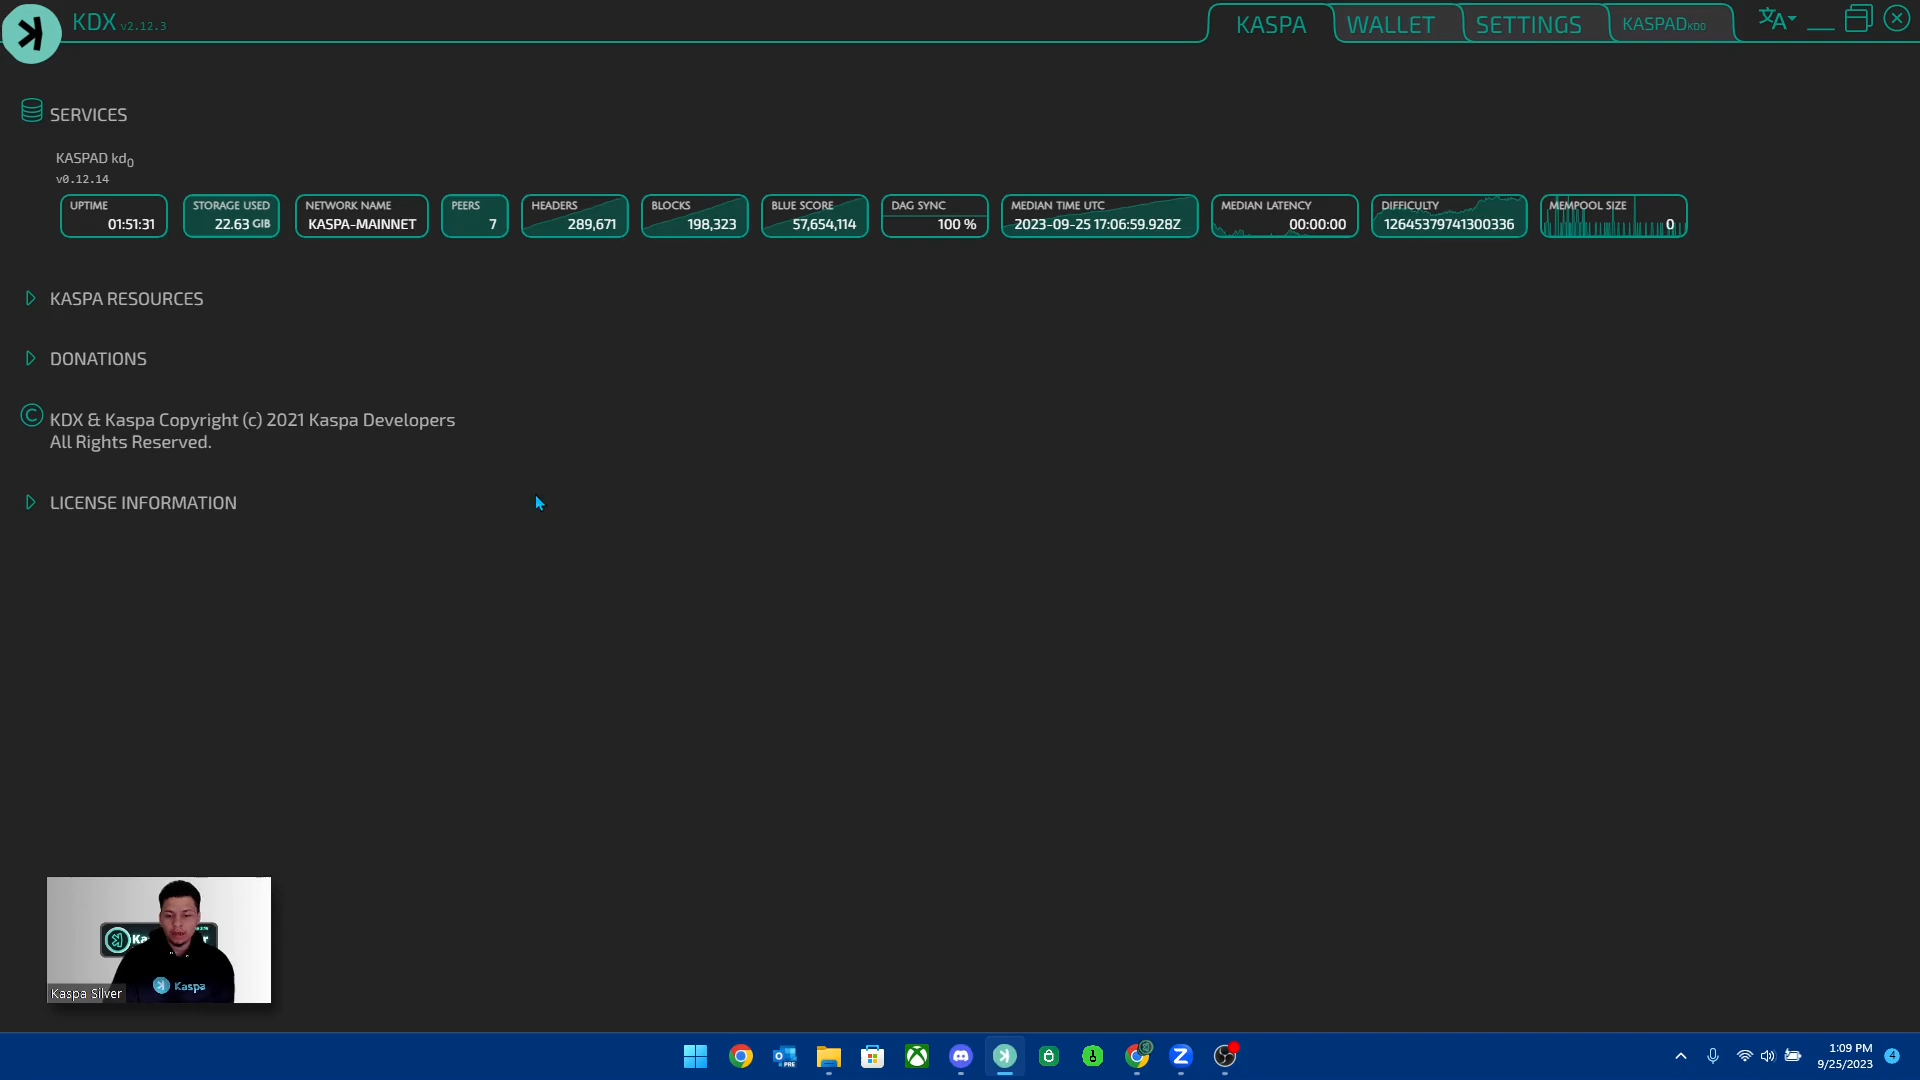 KDX v2.12.3
KASPA
WALLET
SETTINGS
KASPADKD0
SERVICES
KASPAD kd0
v0.12.14
UPTIME
01:51:31
STORAGE USED
22.63 GIB
NETWORK NAME
KASPA-MAINNET
PEERS
7
HEADERS
289,671
BLOCKS
198,323
BLUE SCORE
57,654,114
DAG SYNC
100 %
MEDIAN TIME UTC
2023-09-25 17:06:59.928Z
MEDIAN LATENCY
00:00:00
DIFFICULTY
12645379741300336
MEMPOOL SIZE
0
KASPA RESOURCES
DONATIONS
KDX & Kaspa Copyright (c) 2021 Kaspa Developers
All Rights Reserved.
LICENSE INFORMATION
Kaspa
Kaspa Silver
PRE
1:09 PM
9/25/2023
4